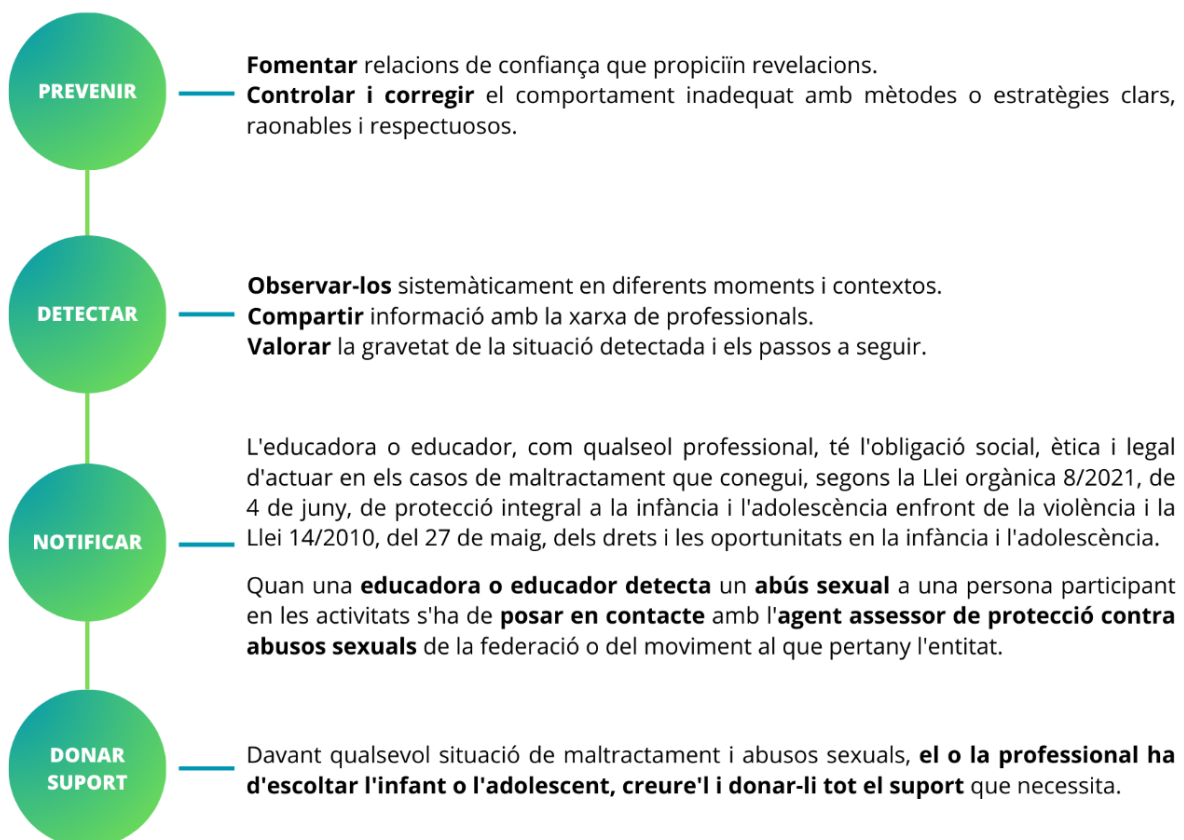 PREVENIR
Fomentar relacions de confiança que propiciïn revelacions.
Controlar i corregir el comportament inadequat amb mètodes o estratègies clars,
raonables i respectuosos.
DETECTAR
Observar-los sistemàticament en diferents moments i contextos.
Compartir informació amb la xarxa de professionals.
Valorar la gravetat de la situació detectada i els passos a seguir.
NOTIFICAR
L'educadora o educador, com qualseol professional, té l'obligació social, ètica i legal
d'actuar en els casos de maltractament que conegui, segons la Llei orgànica 8/2021, de
4 de juny, de protecció integral a la infància i l'adolescència enfront de la violència i la
Llei 14/2010, del 27 de maig, dels drets i les oportunitats en la infància i l'adolescència.
Quan una educadora o educador detecta un abús sexual a una persona participant
en les activitats s'ha de posar en contacte amb l'agent assessor de protecció contra
abusos sexuals de la federació o del moviment al que pertany l'entitat.
DONAR
SUPORT
Davant qualsevol situació de maltractament i abusos sexuals, el o la professional ha
d'escoltar l'infant o l'adolescent, creure'l i donar-li tot el suport que necessita.